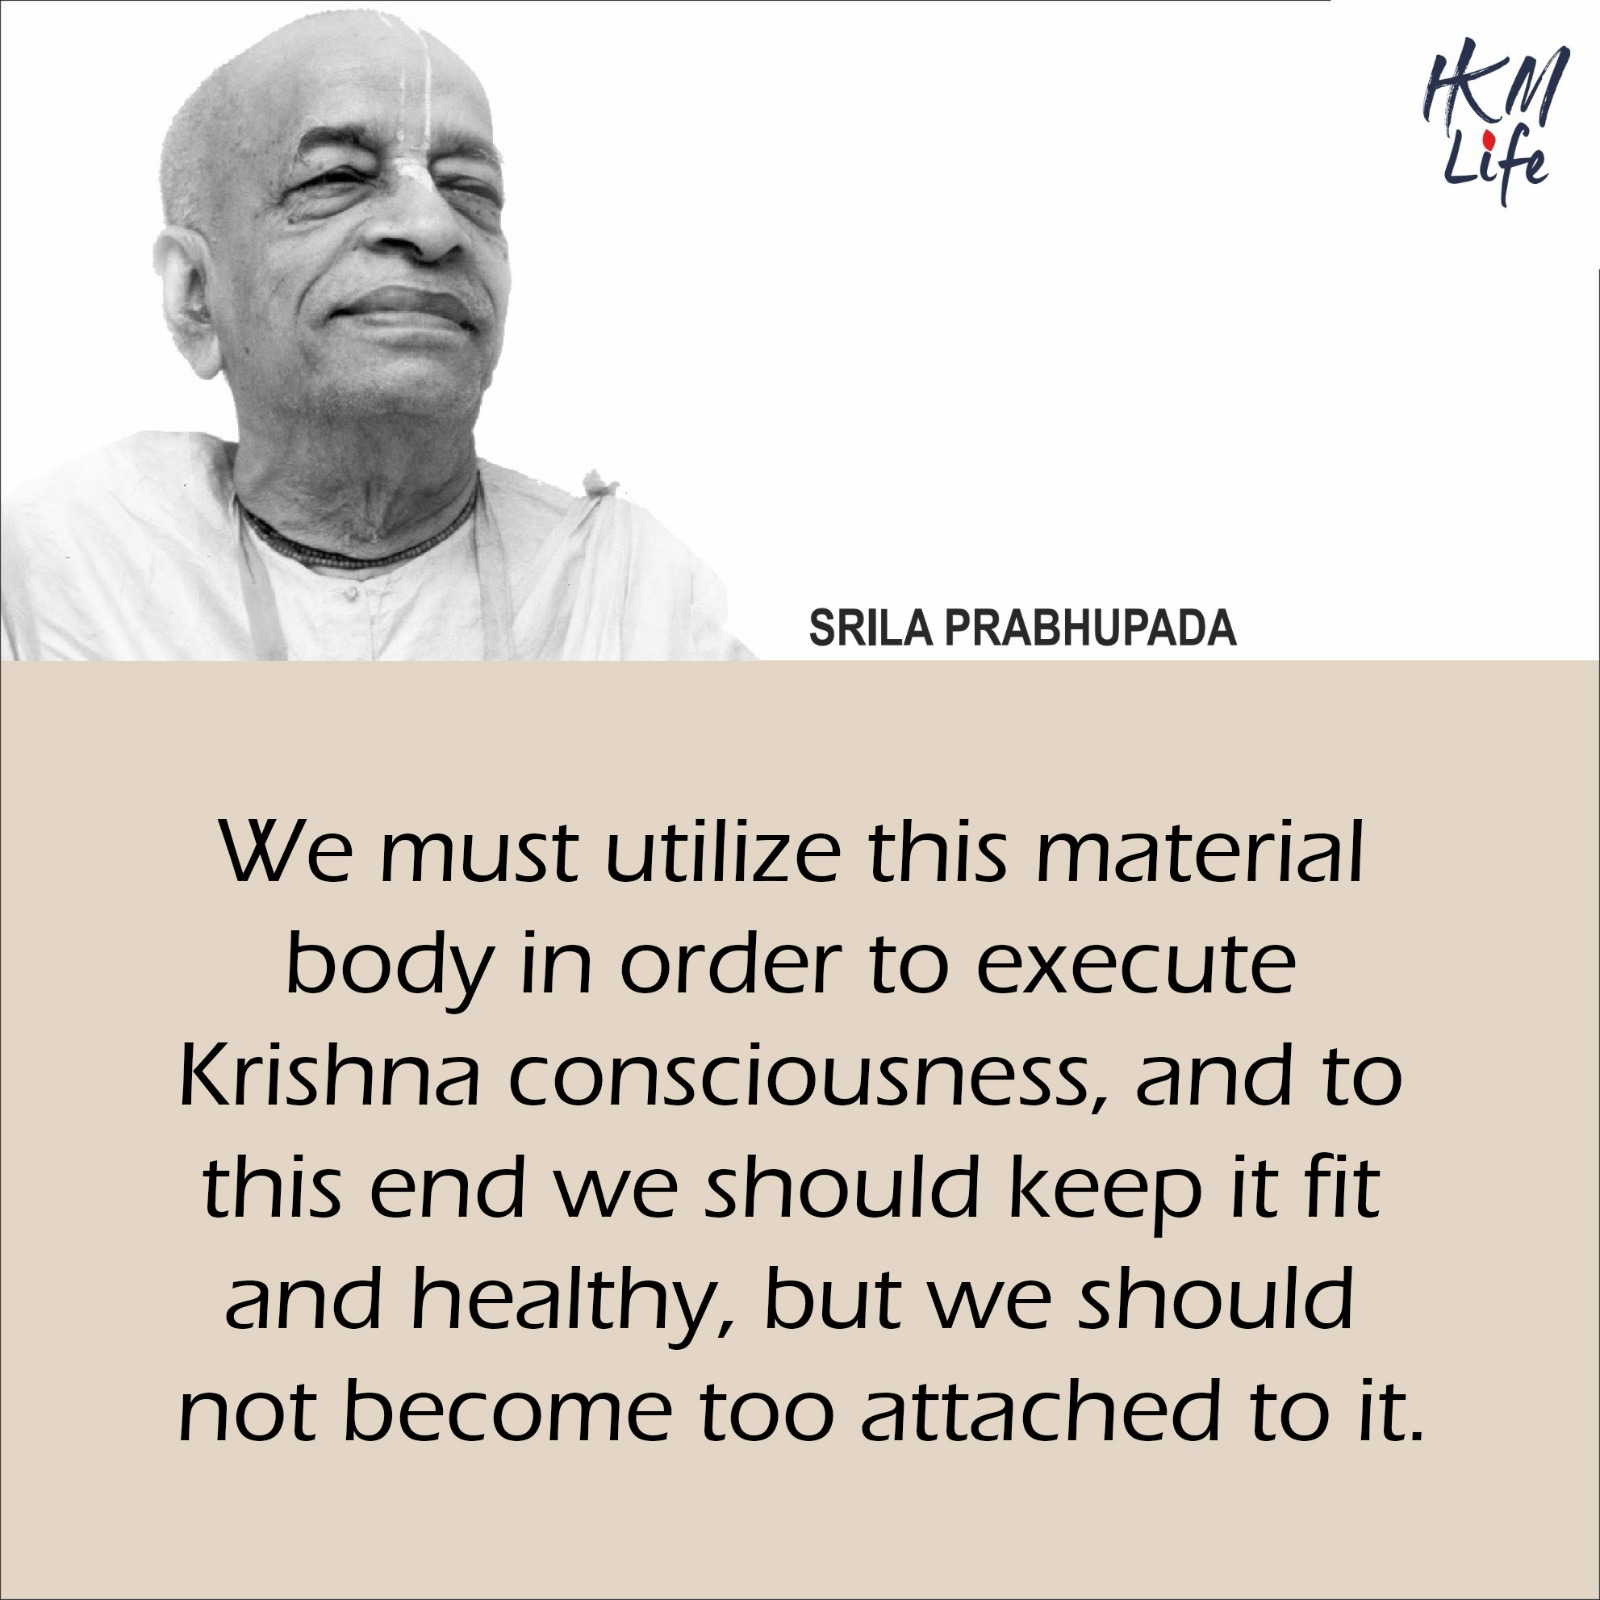 HKM
Life
SRILA PRABHUPADA
We must utilize this material
body in order to execute
Krishna consciousness, and to
this end we should keep it fit
and healthy, but we should
not become too attached to it.